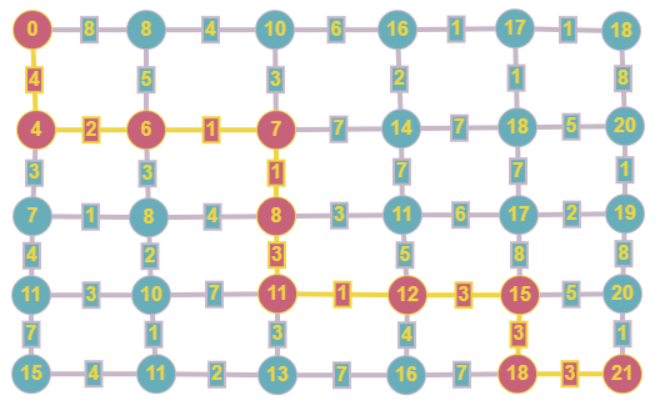 0 8 8 4 10 6 16 1 17 1 18
4 5 3 2 1 8
4 2 6 1 7 7 14 7 18 5 20
3 3 1 7 7 1
7 1 8 4 8 3 11 6 17 2 19
4 2 3 5 8 8
11 3 10 7 11 1 12 3 15 5 20
7 1 3 4 3 1
15 4 11 2 13 7 16 7 18 3 21